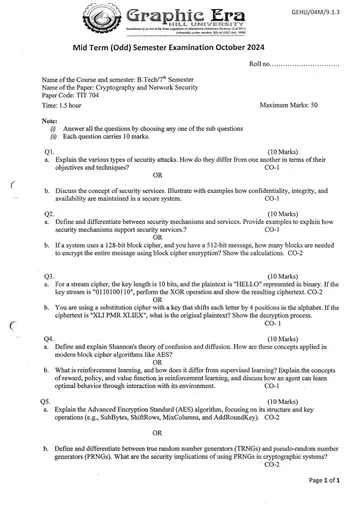 GEHU/04M/9.1.3
Graphic Era
HILL UNIVERSITY
Mid Term (Odd) Semester Examination October 2024
Roll no............................
Name of the Course and semester: B.Tech/7th Semester
Name of the Paper: Cryptography and Network Security
Paper Code: TIT 704
Time: 1.5 hour Maximum Marks: 50
Note:
(i) Answer all the questions by choosing any one of the sub questions
(ii) Each question carries 10 marks.
Q1. (10 Marks)
a. Explain the various types of security attacks. How do they differ from one another in terms of their
objectives and techniques? CO-1
OR
b. Discuss the concept of security services. Illustrate with examples how confidentiality, integrity, and
availability are maintained in a secure system. CO-1
Q2. (10 Marks)
a. Define and differentiate between security mechanisms and services. Provide examples to explain how
security mechanisms support security services.? CO-1
OR
b. If a system uses a 128-bit block cipher, and you have a 512-bit message, how many blocks are needed
to encrypt the entire message using block cipher encryption? Show the calculations. CO-2
Q3. (10 Marks)
a. For a stream cipher, the key length is 10 bits, and the plaintext is "HELLO" represented in binary. If the
key stream is "0110100110", perform the XOR operation and show the resulting ciphertext. CO-2
OR
b. You are using a substitution cipher with a key that shifts each letter by 4 positions in the alphabet. If the
ciphertext is "XLI PMR XLIEX", what is the original plaintext? Show the decryption process.
CO- 1
Q4. (10 Marks)
a. Define and explain Shannon's theory of confusion and diffusion. How are these concepts applied in
modern block cipher algorithms like AES?
OR
b. What is reinforcement learning, and how does it differ from supervised learning? Explain the concepts
of reward, policy, and value function in reinforcement learning, and discuss how an agent can learn
optimal behavior through interaction with its environment. CO-1
Q5. (10 Marks)
a. Explain the Advanced Encryption Standard (AES) algorithm, focusing on its structure and key
operations (e.g., SubBytes, ShiftRows, MixColumns, and AddRoundKey). CO-2
OR
b. Define and differentiate between true random number generators (TRNGs) and pseudo-random number
generators (PRNGs). What are the security implications of using PRNGs in cryptographic systems?
CO-2
Page 1 of 1